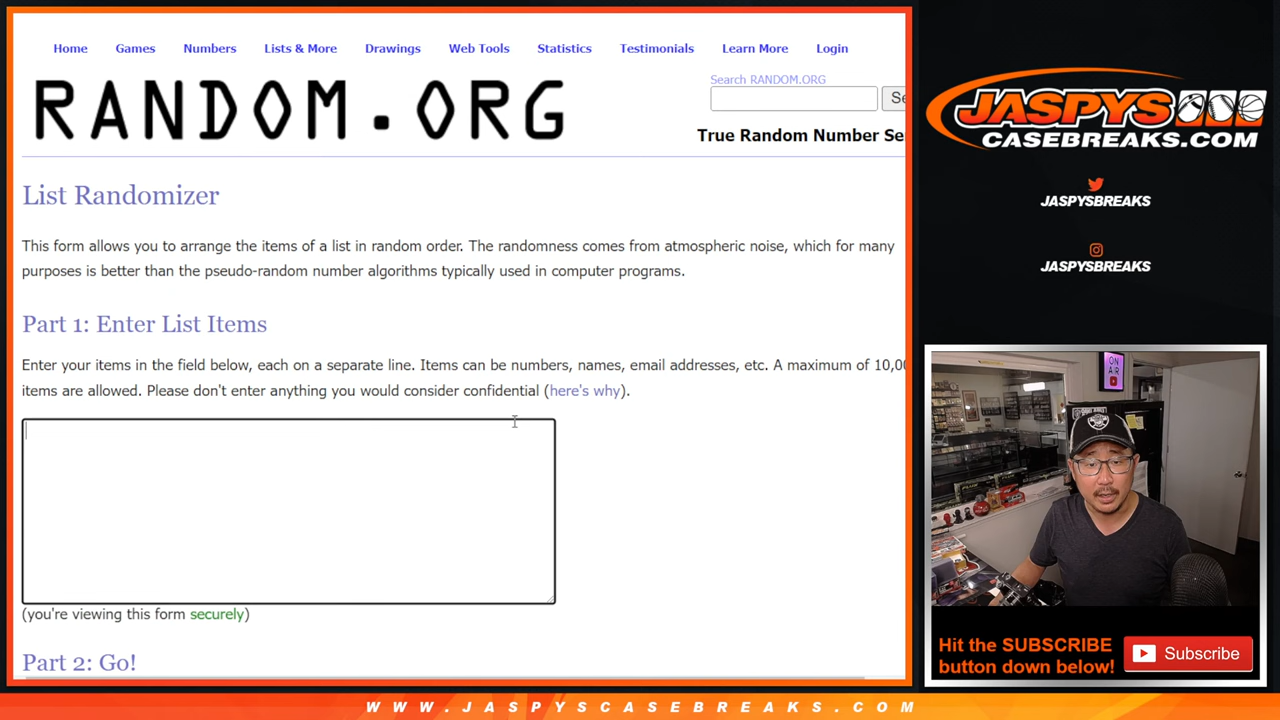 Home Games Numbers Lists & More Drawings Web Tools Statistics Testimonials Learn More Login
RANDOM.ORG
Search RANDOM.ORG
Se
True Random Number Se
List Randomizer
This form allows you to arrange the items of a list in random order. The randomness comes from atmospheric noise, which for many
purposes is better than the pseudo-random number algorithms typically used in computer programs.
Part 1: Enter List Items
Enter your items in the field below, each on a separate line. Items can be numbers, names, email addresses, etc. A maximum of 10,00
items are allowed. Please don't enter anything you would consider confidential (here's why).
(you're viewing this form securely)
Part 2: Go!
JASPYS
CASEBREAKS.COM
JASPYSBREAKS
JASPYSBREAKS
ON
AIR
Hit the SUBSCRIBE
button down below!
Subscribe
WWW.JASPYSCASEBREAKS.COM